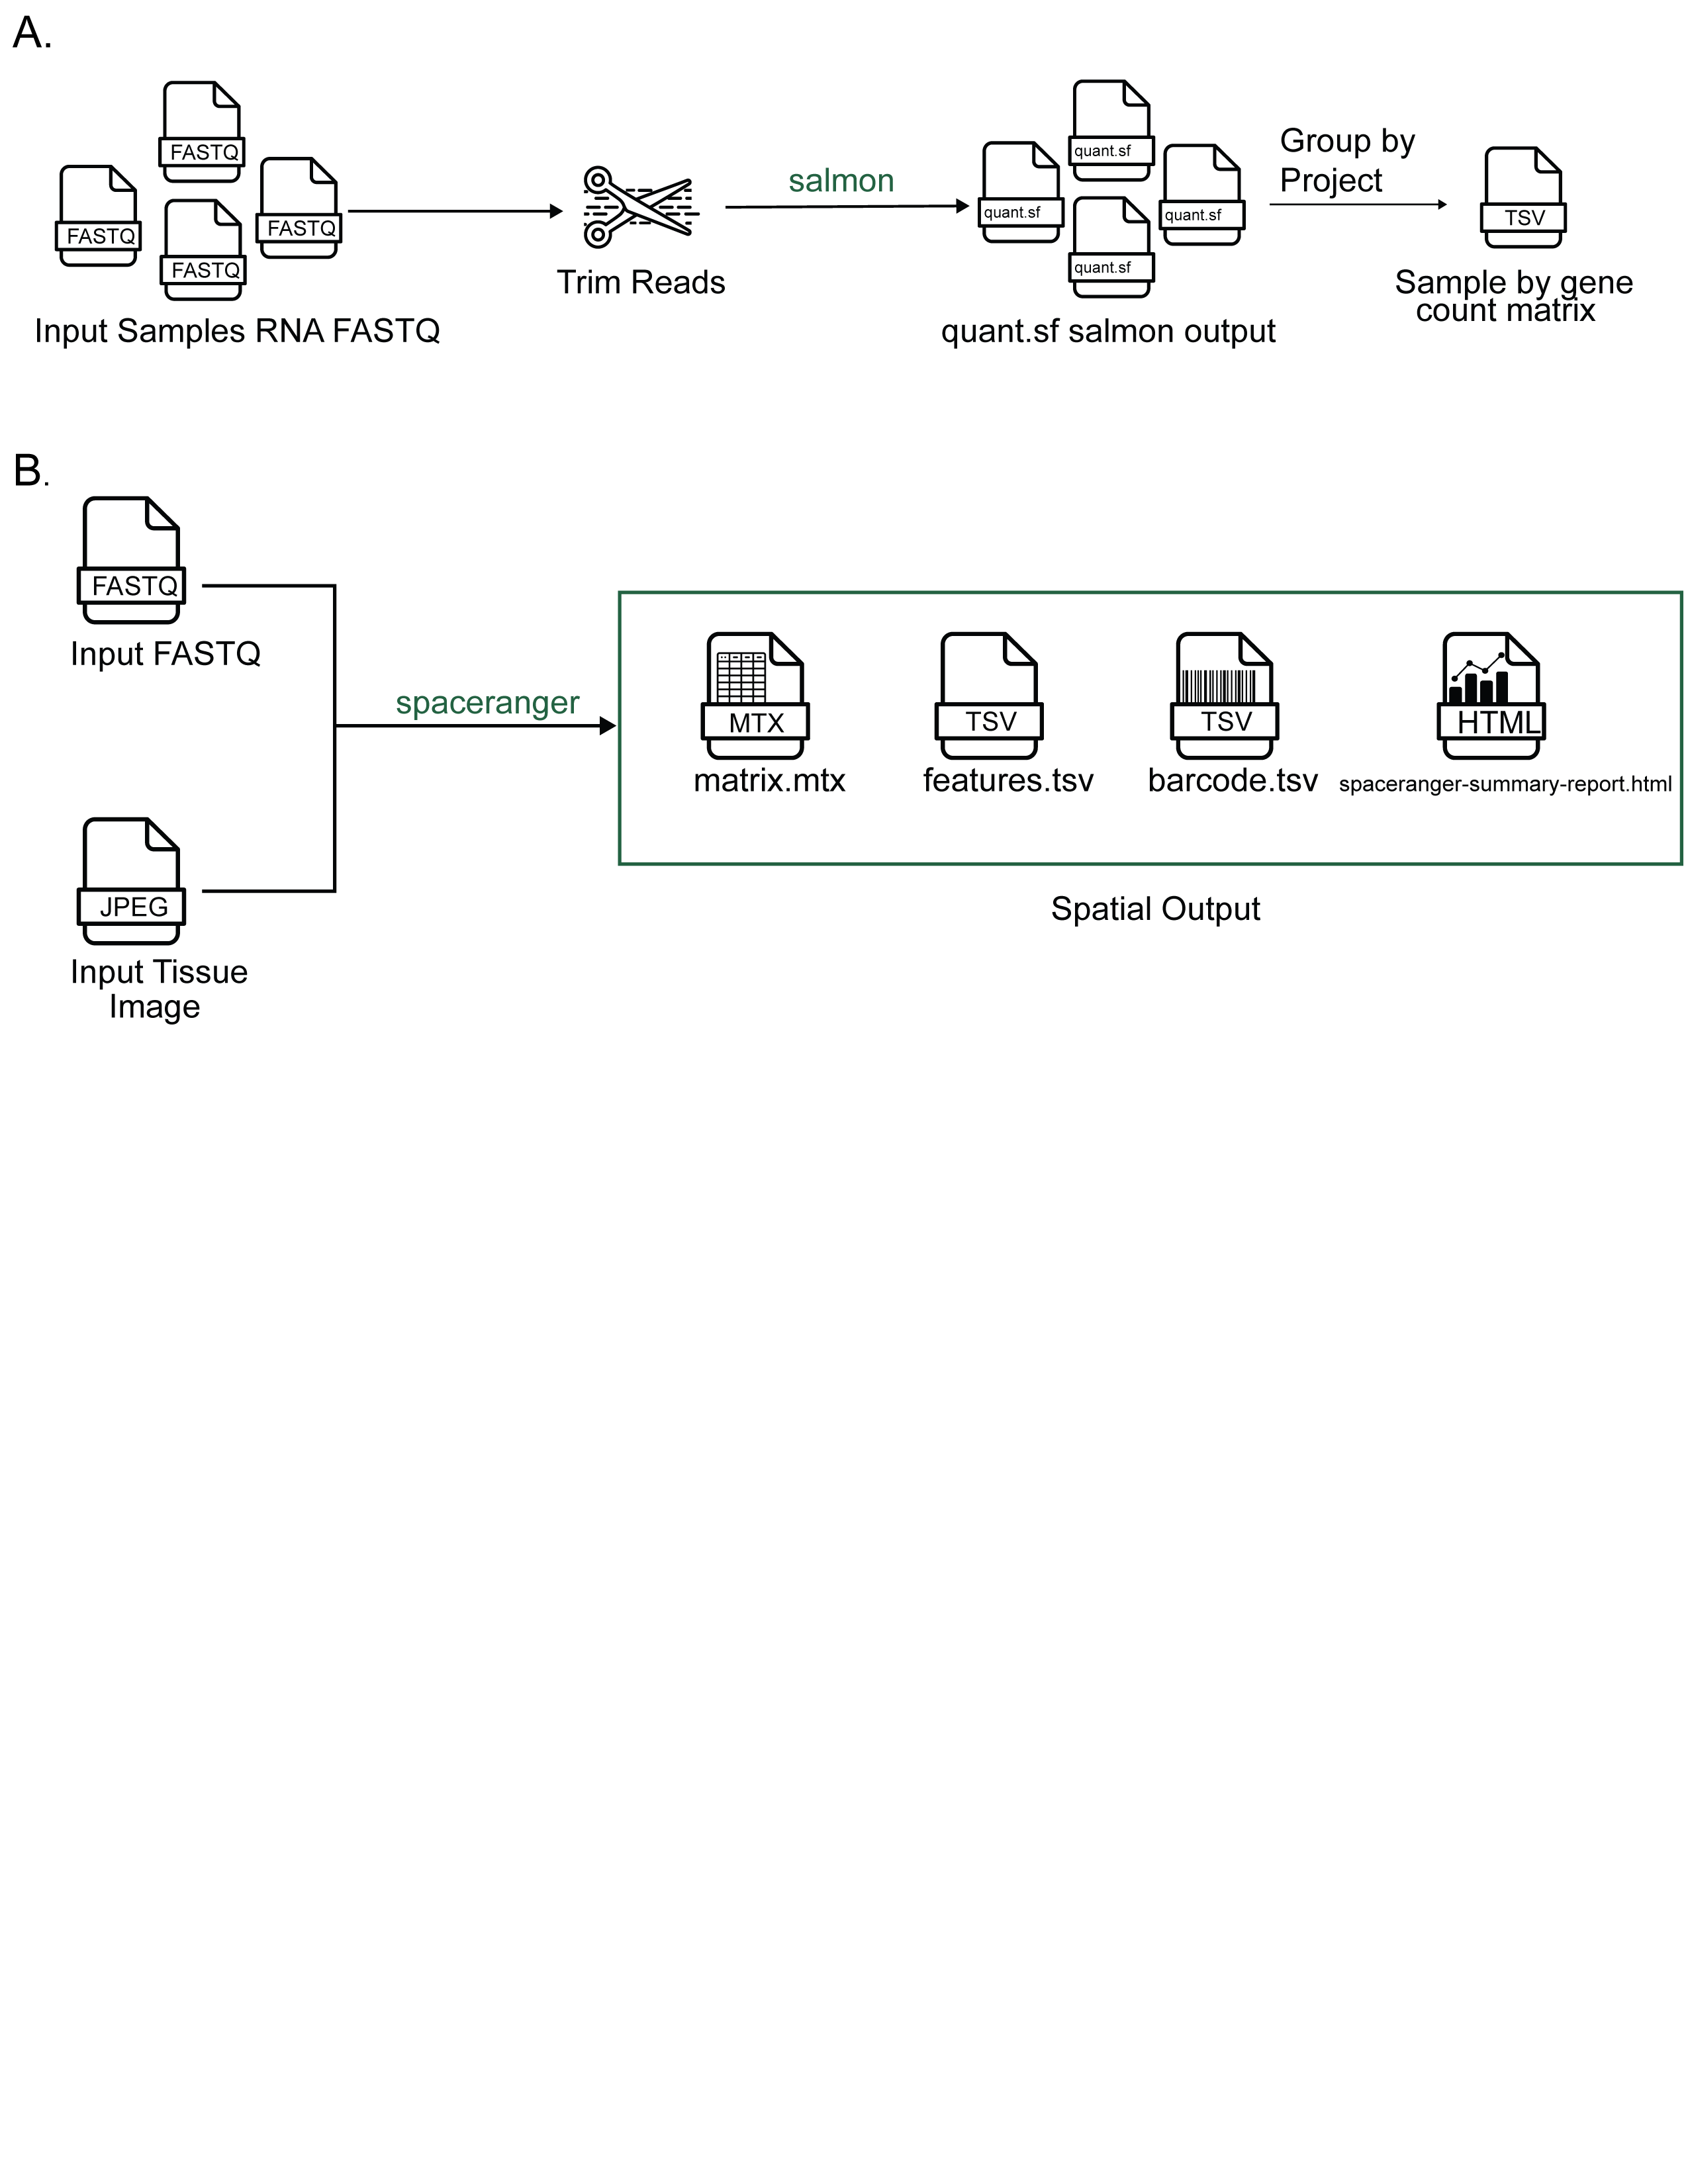 A.
FASTQ
FASTQ
FASTQ
FASTQ
Input Samples RNA FASTQ
Trim Reads
salmon
quant.sf
quant.sf
quant.sf
quant.sf
quant.sf salmon output
Group by
Project
TSV
Sample by gene
count matrix
B.
FASTQ
Input FASTQ
JPEG
Input Tissue
Image
spaceranger
MTX
matrix.mtx
TSV
features.tsv
TSV
barcode.tsv
HTML
spaceranger-summary-report.html
Spatial Output